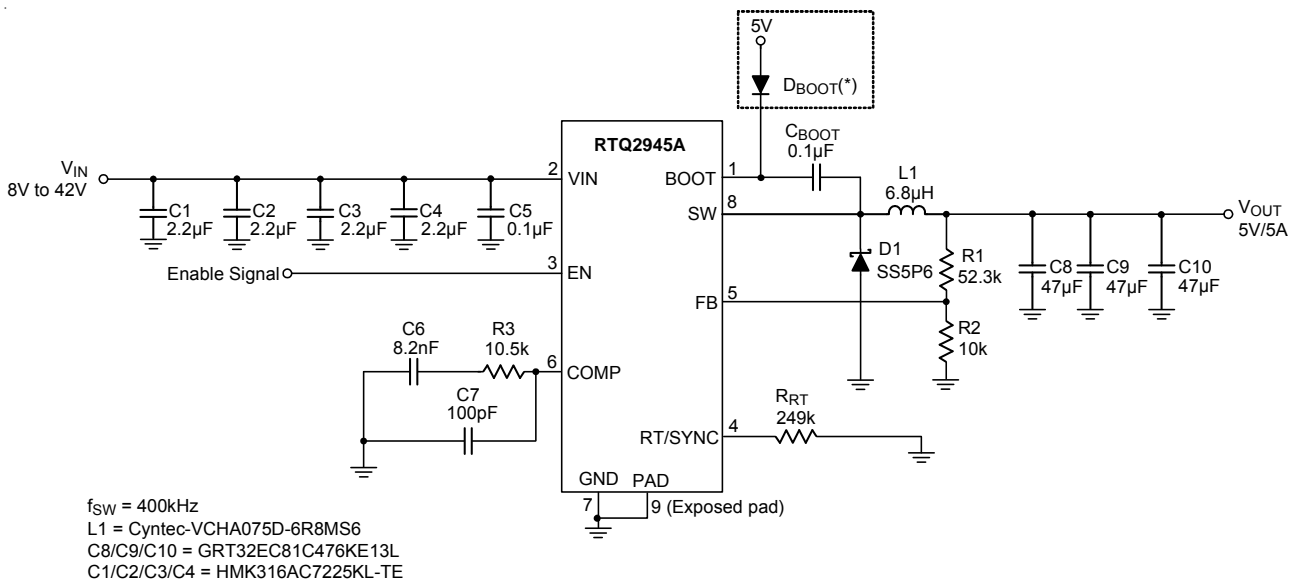 5V
DBOOT(*)
RTQ2945A
CBOOT
0.1µF
VIN
8V to 42V
2
VIN
BOOT
1
L1
6.8µH
SW
8
VOUT
5V/5A
C1
2.2µF
C2
2.2µF
C3
2.2µF
C4
2.2µF
C5
0.1µF
D1
SS5P6
R1
52.3k
C8
47µF
C9
47µF
C10
47µF
Enable Signal
3
EN
FB
5
R2
10k
C6
8.2nF
R3
10.5k
6
COMP
C7
100pF
RRT
249k
RT/SYNC
4
GND
PAD
7
9 (Exposed pad)
fSW = 400kHz
L1 = Cyntec-VCHA075D-6R8MS6
C8/C9/C10 = GRT32EC81C476KE13L
C1/C2/C3/C4 = HMK316AC7225KL-TE